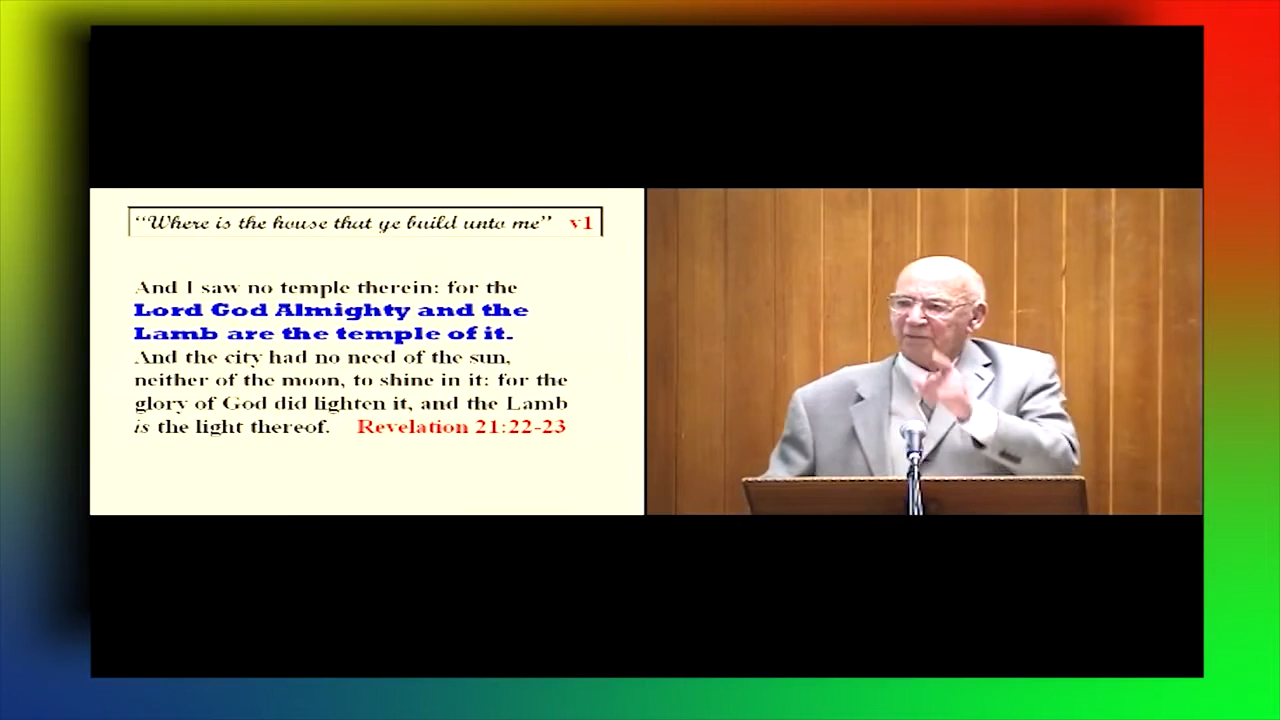 “Where is the house that ye build unto me” v1
And I saw no temple therein: for the
Lord God Almighty and the
Lamb are the temple of it.
And the city had no need of the sun,
neither of the moon, to shine in it: for the
glory of God did lighten it, and the Lamb
is the light thereof. Revelation 21:22-23